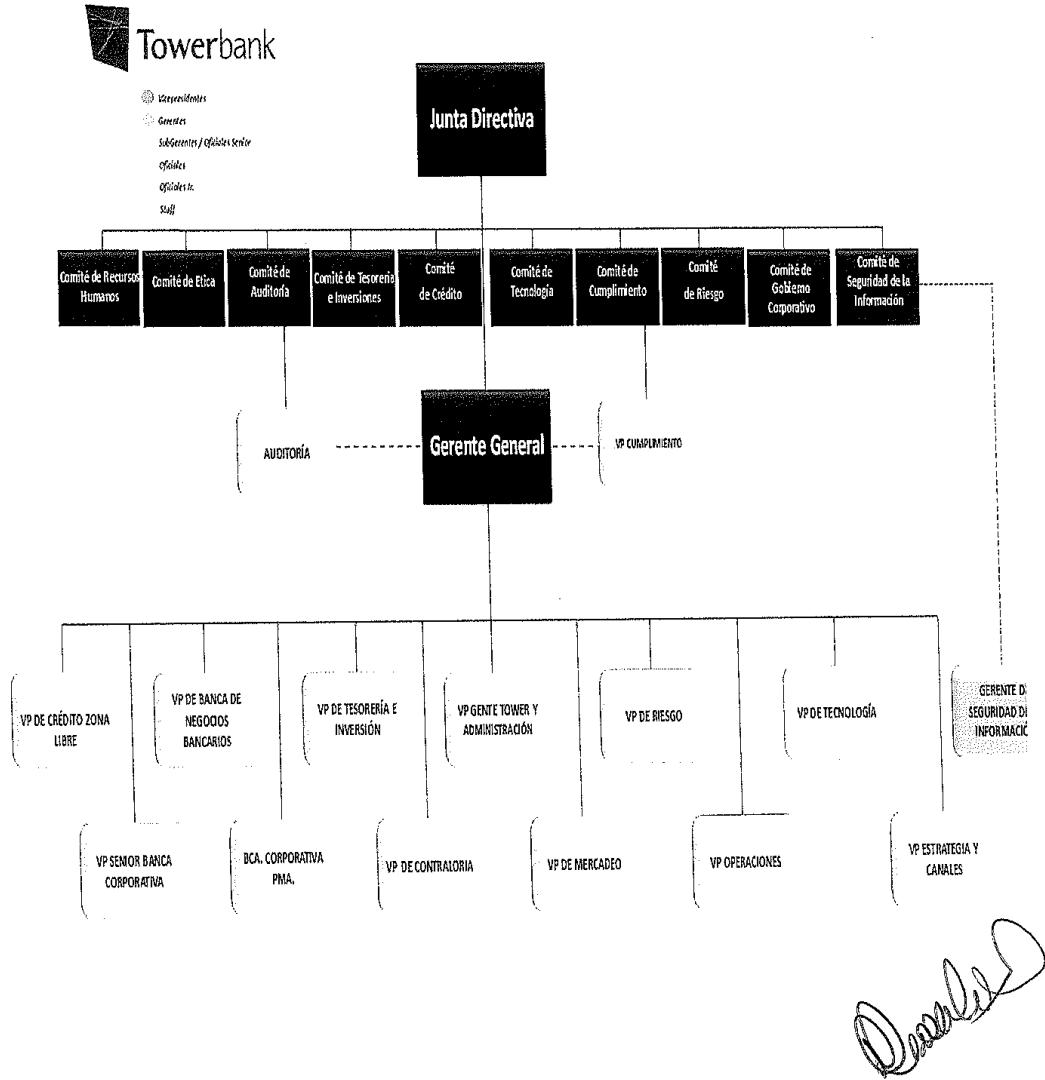 Towerbank
Vicepresidentes
Gerentes
SubGerentes / Oficiales Senior
Oficiales
Oficiales Jr.
Staff
Junta Directiva
Comité de Recursos
Humanos
Comité de Etica
Comité de
Auditoría
Comité de Tesorería
e Inversiones
Comité
de Crédito
Comité de
Tecnología
Comité de
Cumplimiento
Comité
de Riesgo
Comité de
Gobierno
Corporativo
Comité de
Seguridad de la
Información
AUDITORÍA
Gerente General
VP CUMPLIMIENTO
VP DE CRÉDITO ZONA
LIBRE
VP DE BANCA DE
NEGOCIOS
BANCARIOS
VP DE TESORERÍA E
INVERSIÓN
VP GENTE TOWER Y
ADMINISTRACIÓN
VP DE RIESGO
VP DE TECNOLOGÍA
GERENTE D
SEGURIDAD DE
INFORMACIÓ
VP SENIOR BANCA
CORPORATIVA
BCA. CORPORATIVA
PMA.
VP DE CONTRALORIA
VP DE MERCADEO
VP OPERACIONES
VP ESTRATEGIA Y
CANALES